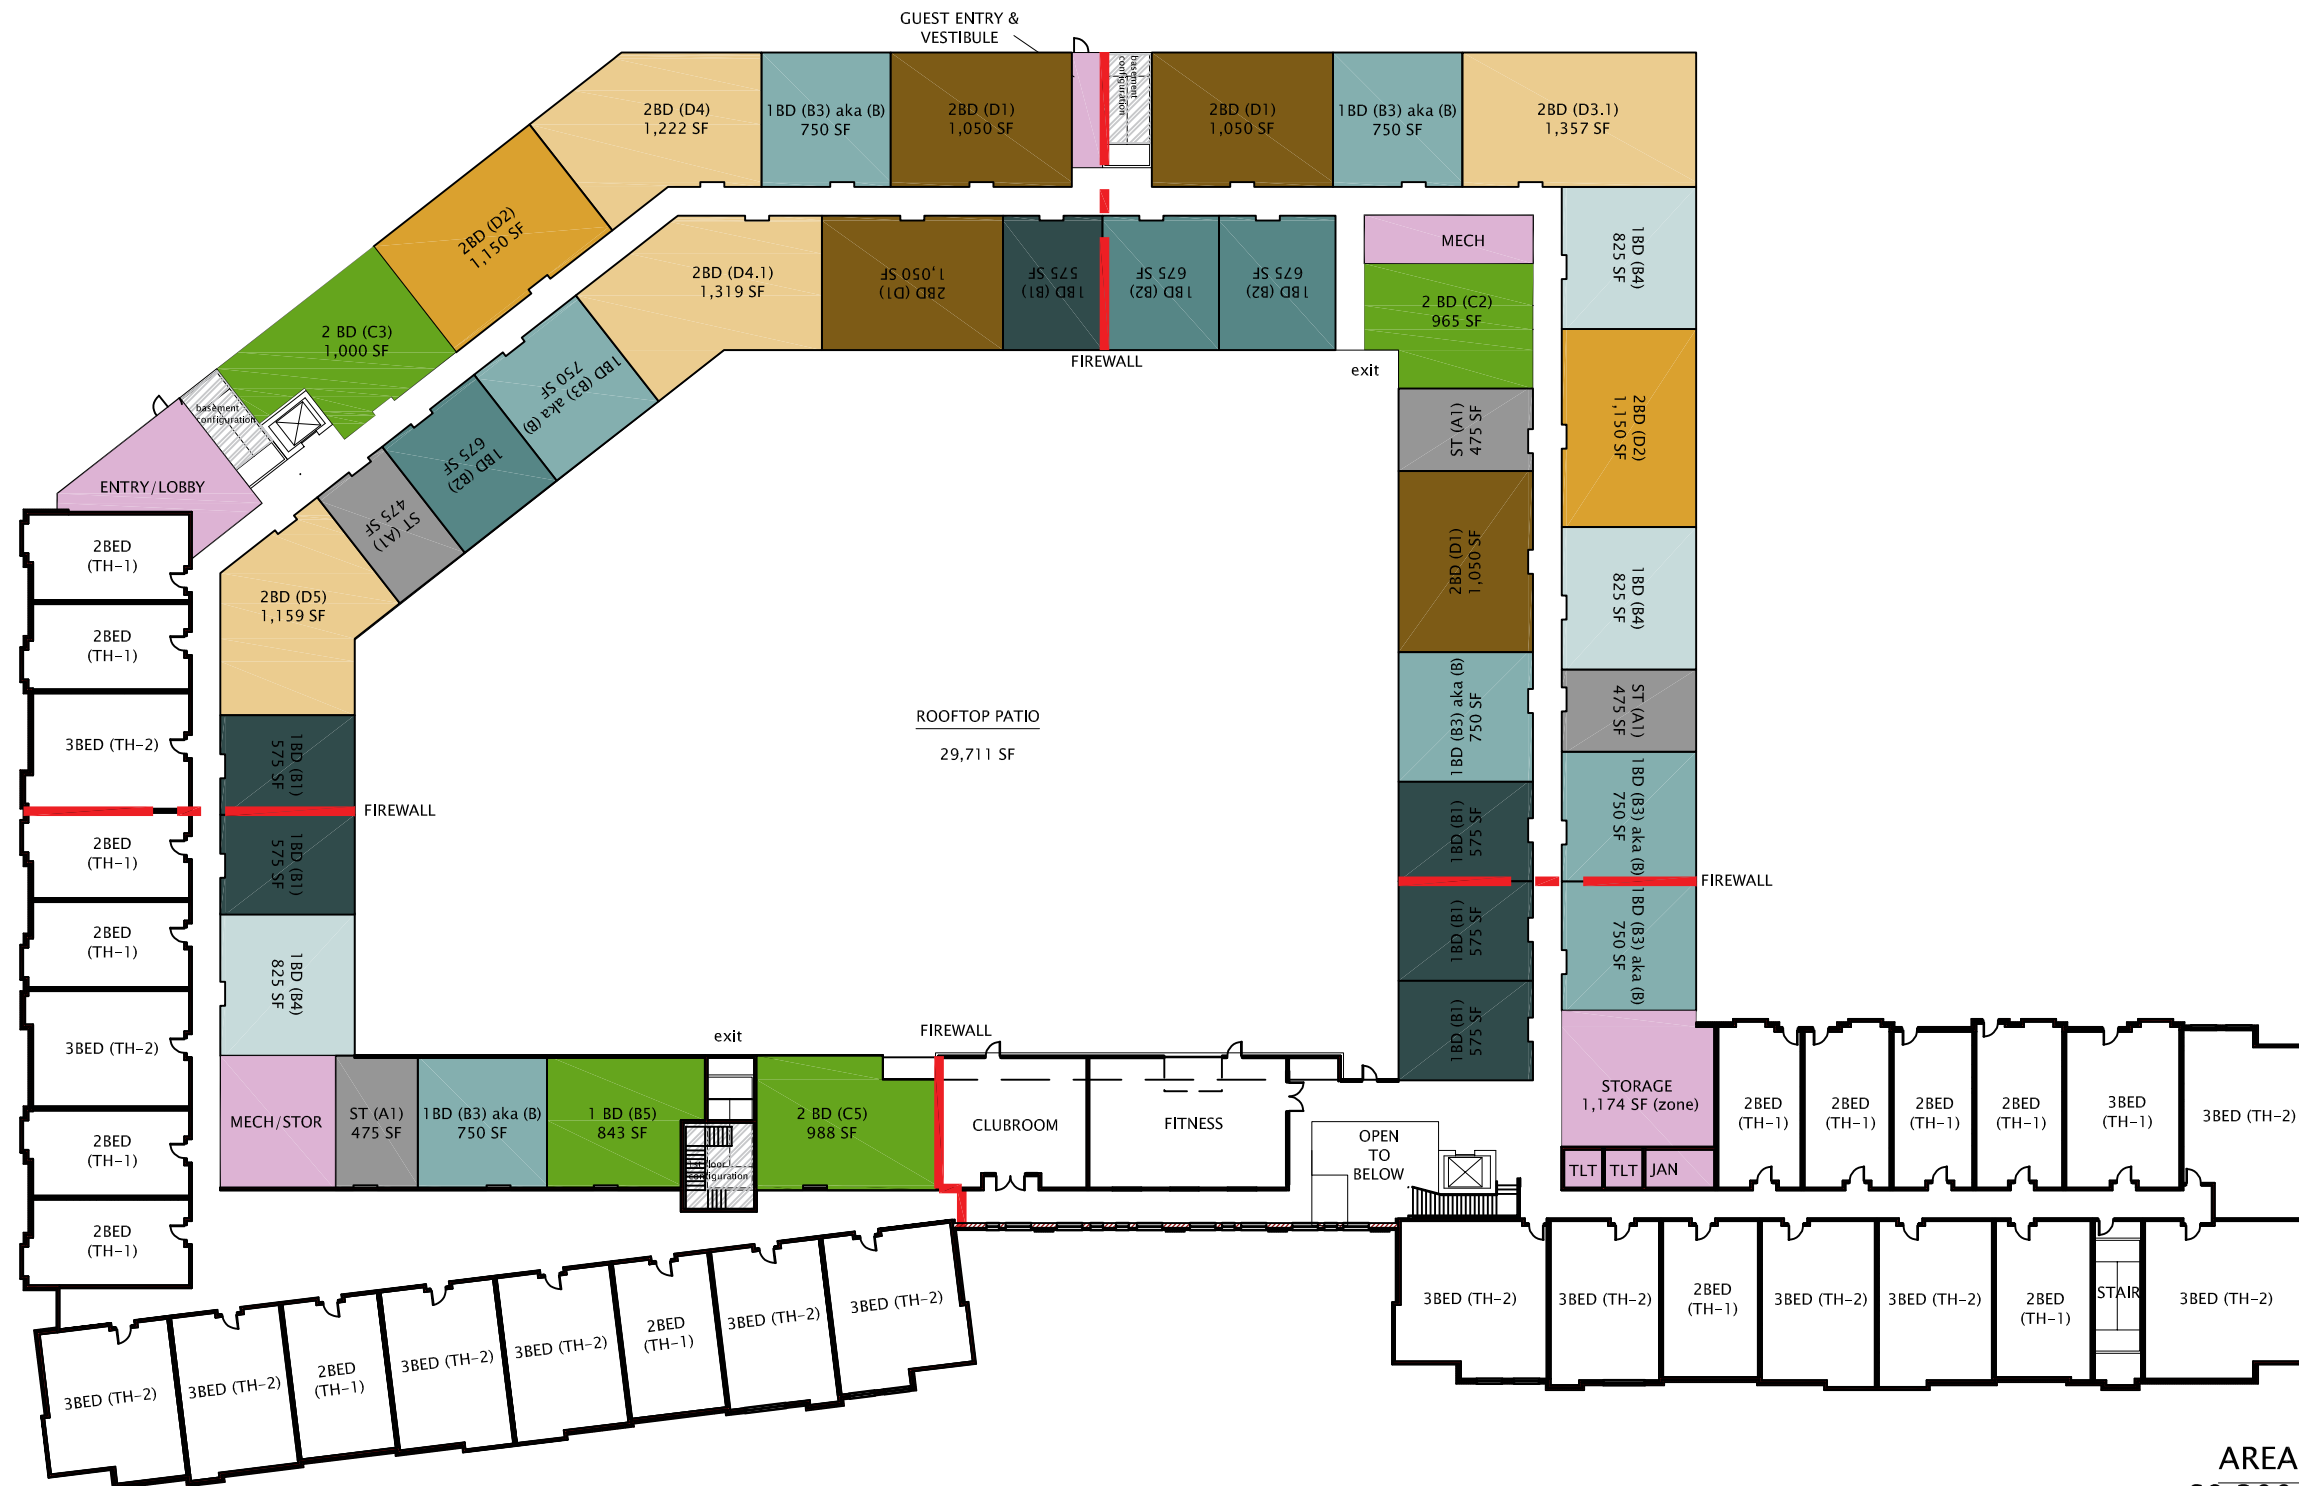 GUEST ENTRY &
VESTIBULE
basement
configuration
2BD (D4)
1,222 SF
1BD (B3) aka (B)
750 SF
2BD (D1)
1,050 SF
2BD (D1)
1,050 SF
1BD (B3) aka (B)
750 SF
2BD (D3.1)
1,357 SF
2BD (D2)
1,150 SF
2BD (D4.1)
1,319 SF
2BD (D1)
1,050 SF
1BD (B1)
575 SF
1BD (B2)
675 SF
1BD (B2)
675 SF
MECH
1BD (B4)
825 SF
2 BD (C3)
1,000 SF
2 BD (C2)
965 SF
FIREWALL
exit
1BD (B3) aka (B)
750 SF
basement
configuration
1BD (B2)
675 SF
ST (A1)
475 SF
2BD (D2)
1,150 SF
ENTRY/LOBBY
ST (A1)
475 SF
2BED
(TH-1)
2BD (D5)
1,159 SF
2BD (D1)
1,050 SF
1BD (B4)
825 SF
2BED
(TH-1)
3BED (TH-2)
1BD (B1)
575 SF
ROOFTOP PATIO
29,711 SF
1BD (B3) aka (B)
750 SF
ST (A1)
475 SF
FIREWALL
2BED
(TH-1)
1BD (B1)
575 SF
1BD (B1)
575 SF
1BD (B3) aka (B)
750 SF
FIREWALL
2BED
(TH-1)
1BD (B4)
825 SF
1BD (B1)
575 SF
1BD (B3) aka (B)
750 SF
3BED (TH-2)
exit
FIREWALL
1BD (B1)
575 SF
MECH/STOR
ST (A1)
475 SF
1BD (B3) aka (B)
750 SF
1 BD (B5)
843 SF
2 BD (C5)
988 SF
CLUBROOM
FITNESS
OPEN
TO
BELOW
STORAGE
1,174 SF (zone)
TLT
TLT
JAN
2BED
(TH-1)
2BED
(TH-1)
2BED
(TH-1)
2BED
(TH-1)
3BED
(TH-1)
3BED (TH-2)
2BED
(TH-1)
1st floor
configuration
2BED
(TH-1)
3BED (TH-2)
3BED (TH-2)
2BED
(TH-1)
3BED (TH-2)
3BED (TH-2)
2BED
(TH-1)
3BED (TH-2)
3BED (TH-2)
3BED (TH-2)
3BED (TH-2)
2BED
(TH-1)
3BED (TH-2)
3BED (TH-2)
2BED
(TH-1)
STAIR
3BED (TH-2)
AREA